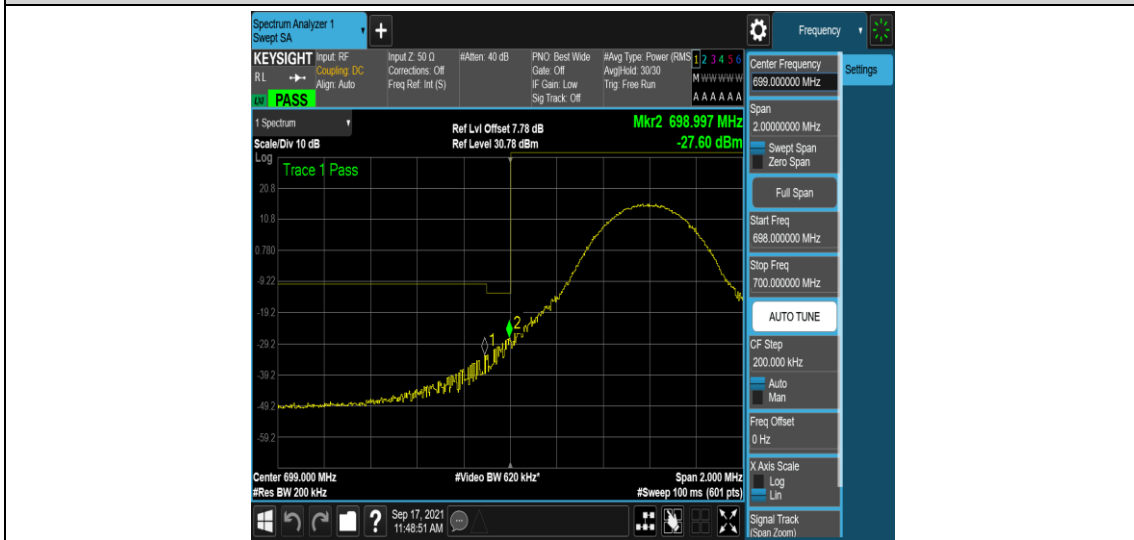 Spectrum Analyzer 1
Swept SA
+
Frequency
KEYSIGHT
RL
PASS
Input: RF
Coupling: DC
Align: Auto
Input Z: 50 Ω
Corrections: Off
Freq Ref: Int (S)
#Atten: 40 dB
PNO: Best Wide
Gate: Off
IF Gain: Low
Sig Track: Off
#Avg Type: Power (RMS
Avg|Hold: 30/30
Trig: Free Run
1 2 3 4 5 6
M W W W W W
A A A A A A
1 Spectrum
Scale/Div 10 dB
Ref Lvl Offset 7.78 dB
Ref Level 30.78 dBm
Mkr2 698.997 MHz
-27.60 dBm
Log
Trace 1 Pass
20.8
10.8
0.780
-9.22
-19.2
-29.2
-39.2
-49.2
-59.2
1
2
Center 699.000 MHz
#Res BW 200 kHz
#Video BW 620 kHz*
Span 2.000 MHz
#Sweep 100 ms (601 pts)
Center Frequency
699.000000 MHz
Settings
Span
2.00000000 MHz
Swept Span
Zero Span
Full Span
Start Freq
698.000000 MHz
Stop Freq
700.000000 MHz
AUTO TUNE
CF Step
200.000 kHz
Auto
Man
Freq Offset
0 Hz
X Axis Scale
Log
Lin
Signal Track
(Span Zoom)
?
Sep 17, 2021
11:48:51 AM